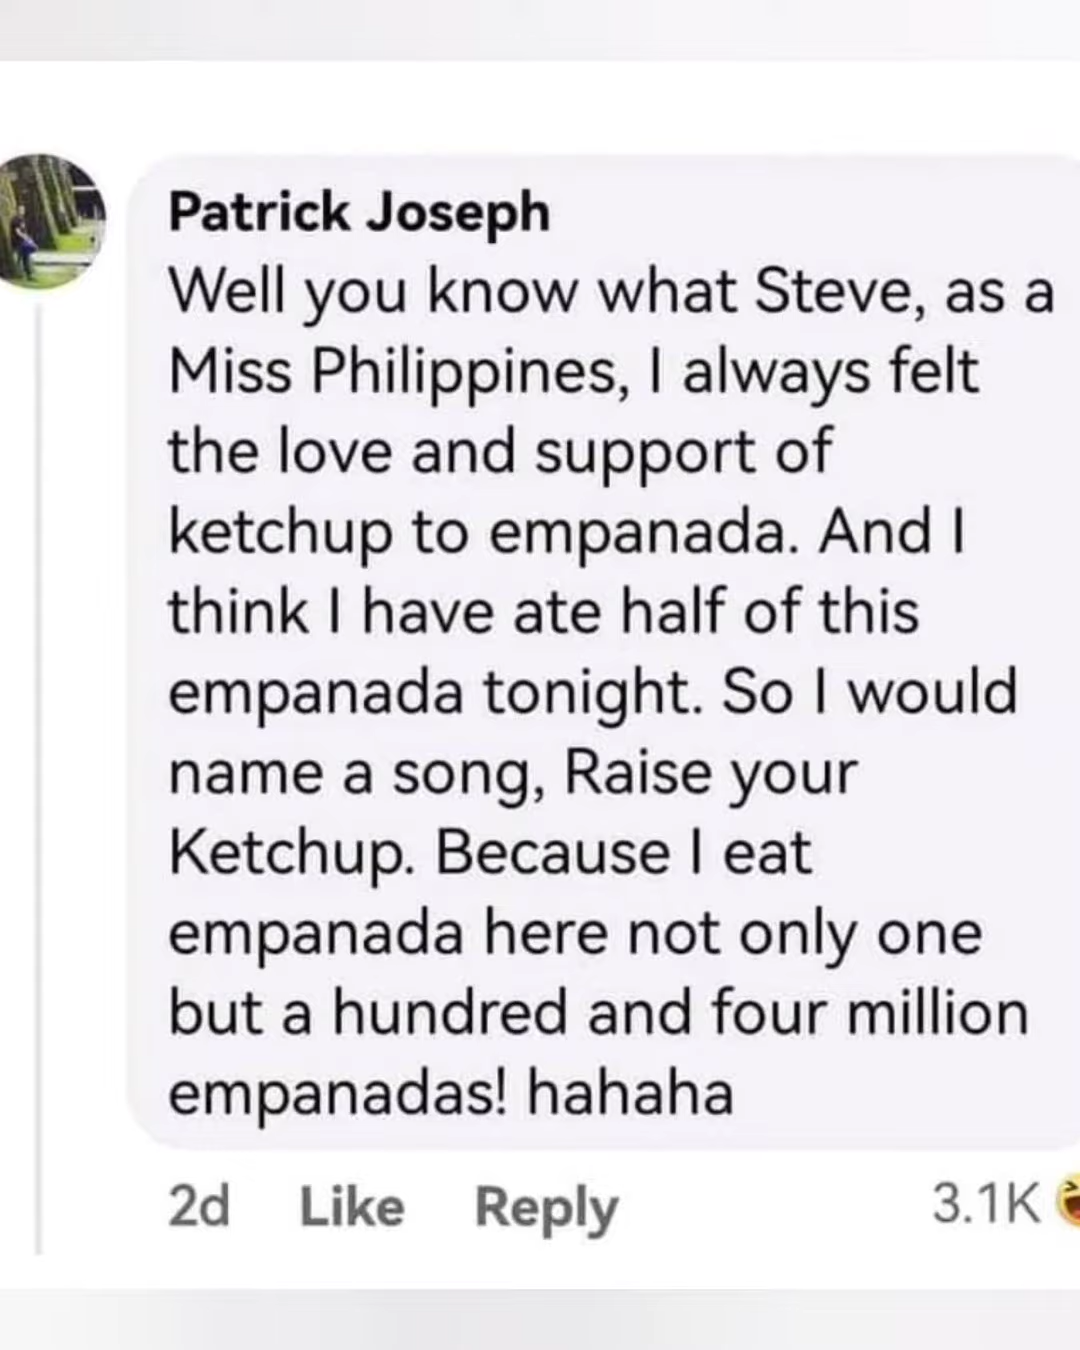 Patrick Joseph
Well you know what Steve, as a
Miss Philippines, I always felt
the love and support of
ketchup to empanada. And I
think I have ate half of this
empanada tonight. So I would
name a song, Raise your
Ketchup. Because I eat
empanada here not only one
but a hundred and four million
empanadas! hahaha
2d Like Reply 3.1K